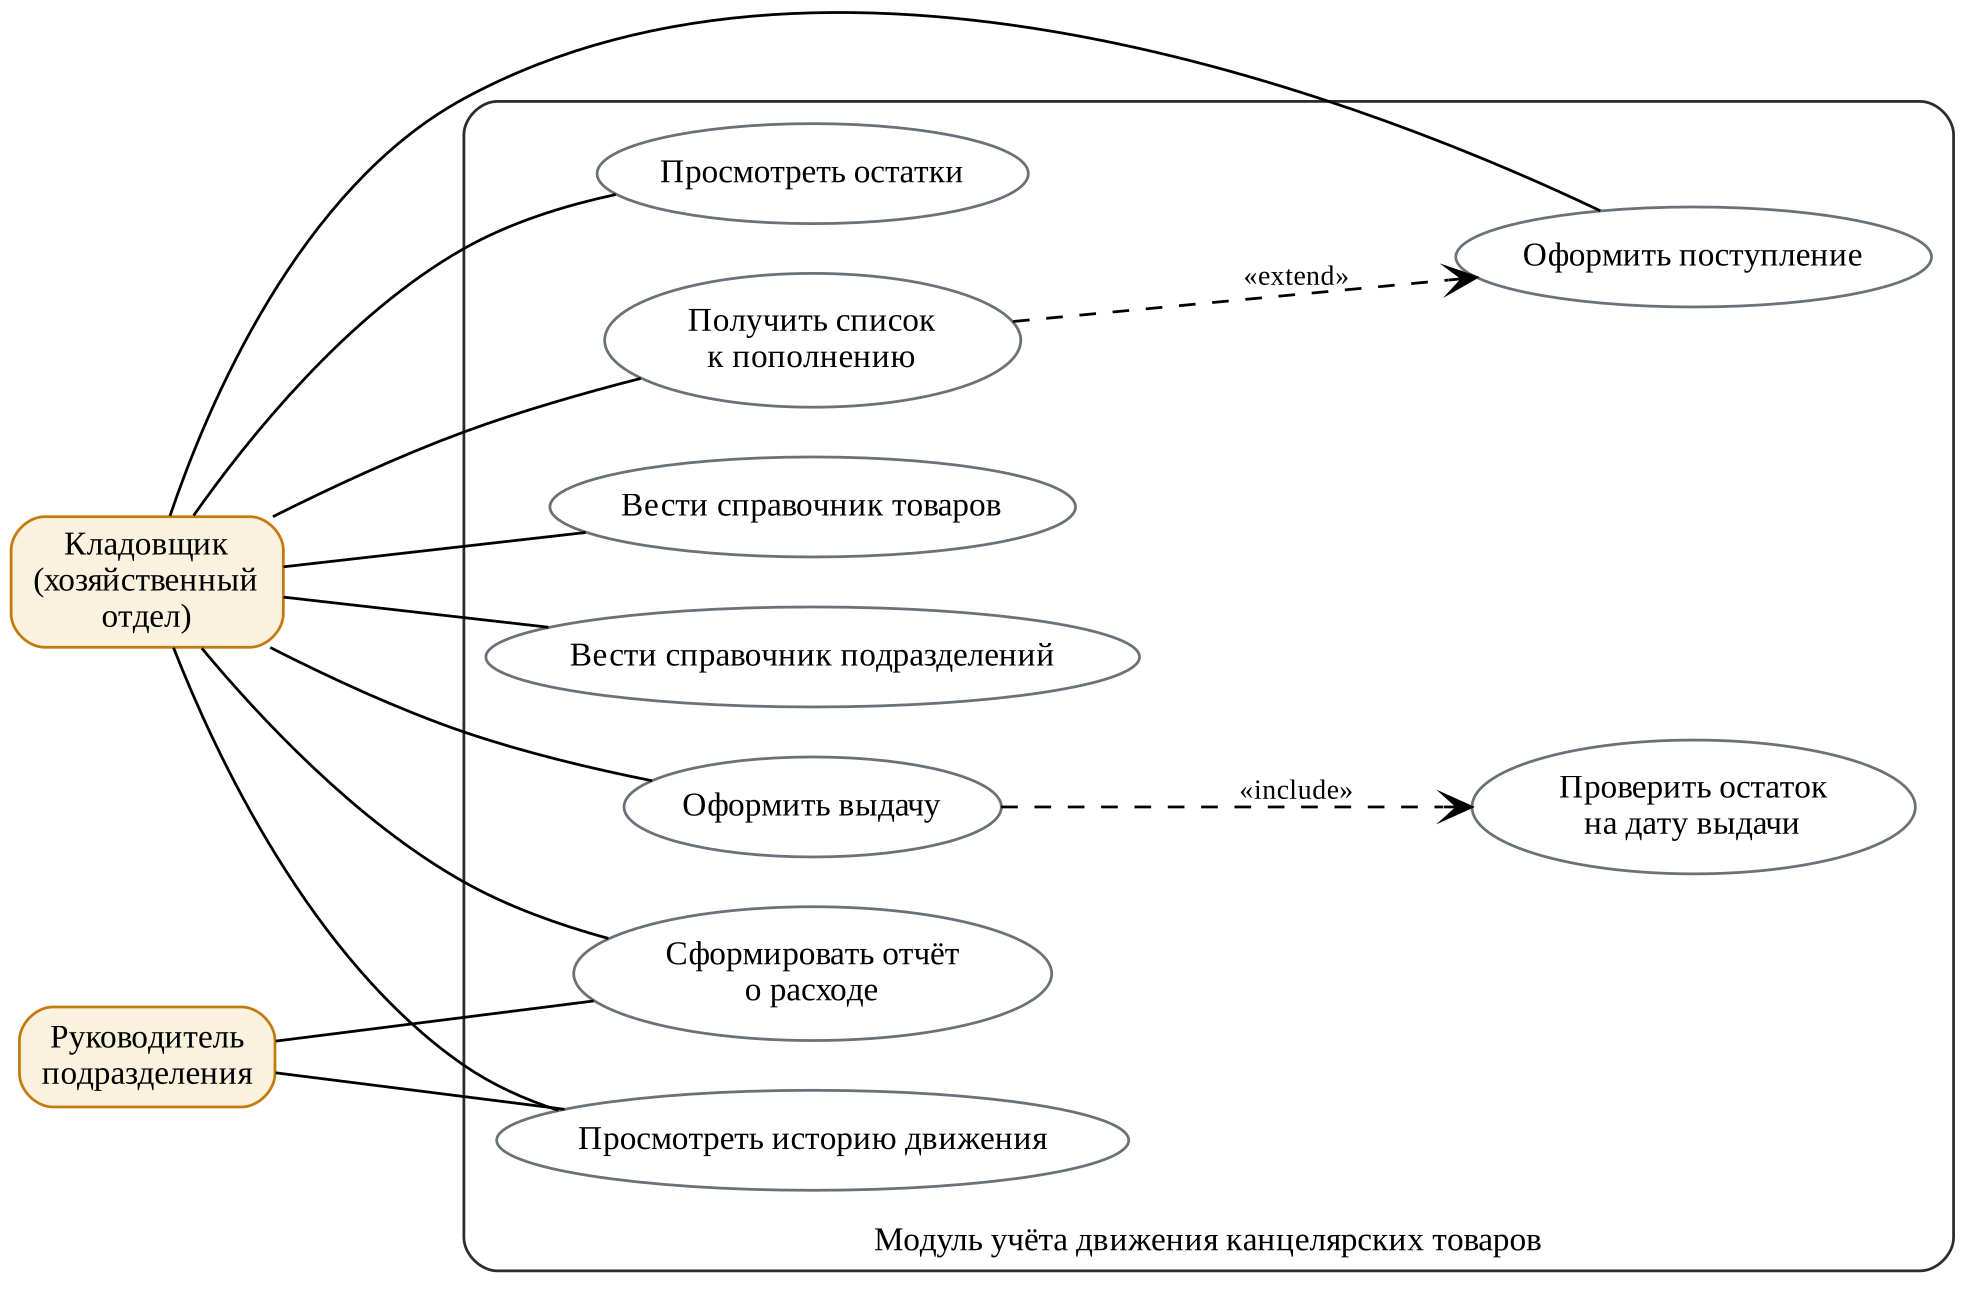 Просмотреть остатки
Оформить поступление
«extend»
Получить список
к пополнению
Вести справочник товаров
Кладовщик
(хозяйственный
отдел)
Вести справочник подразделений
Оформить выдачу
«include»
Проверить остаток
на дату выдачи
Сформировать отчёт
о расходе
Руководитель
подразделения
Просмотреть историю движения
Модуль учёта движения канцелярских товаров